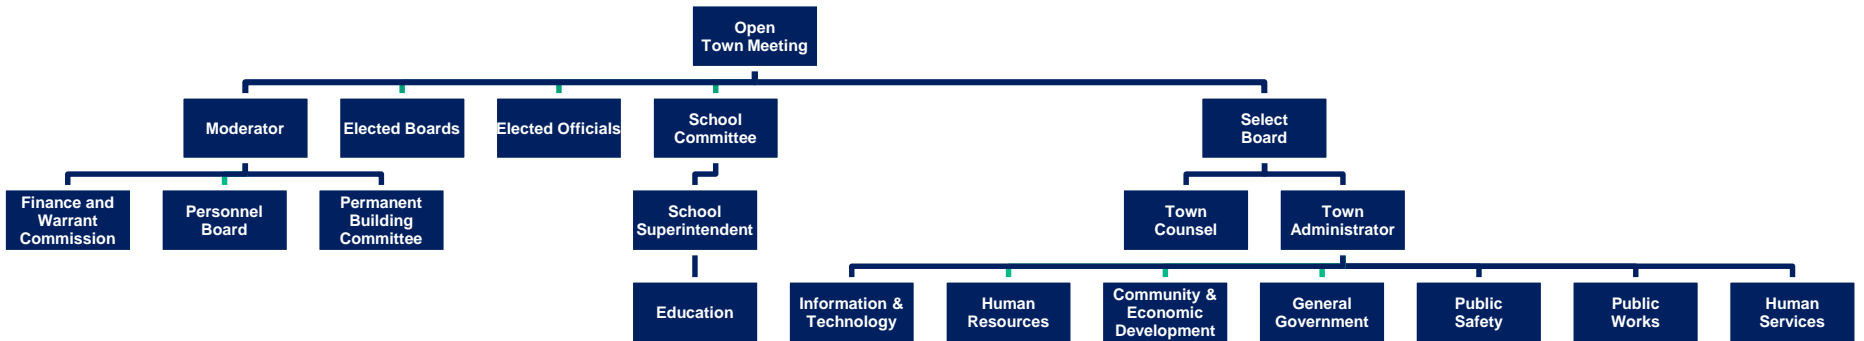 Open
Town Meeting
Moderator
Elected Boards
Elected Officials
School
Committee
Select
Board
Finance and
Warrant
Commission
Personnel
Board
Permanent
Building
Committee
School
Superintendent
Town
Counsel
Town
Administrator
Education
Information &
Technology
Human
Resources
Community &
Economic
Development
General
Government
Public
Safety
Public
Works
Human
Services